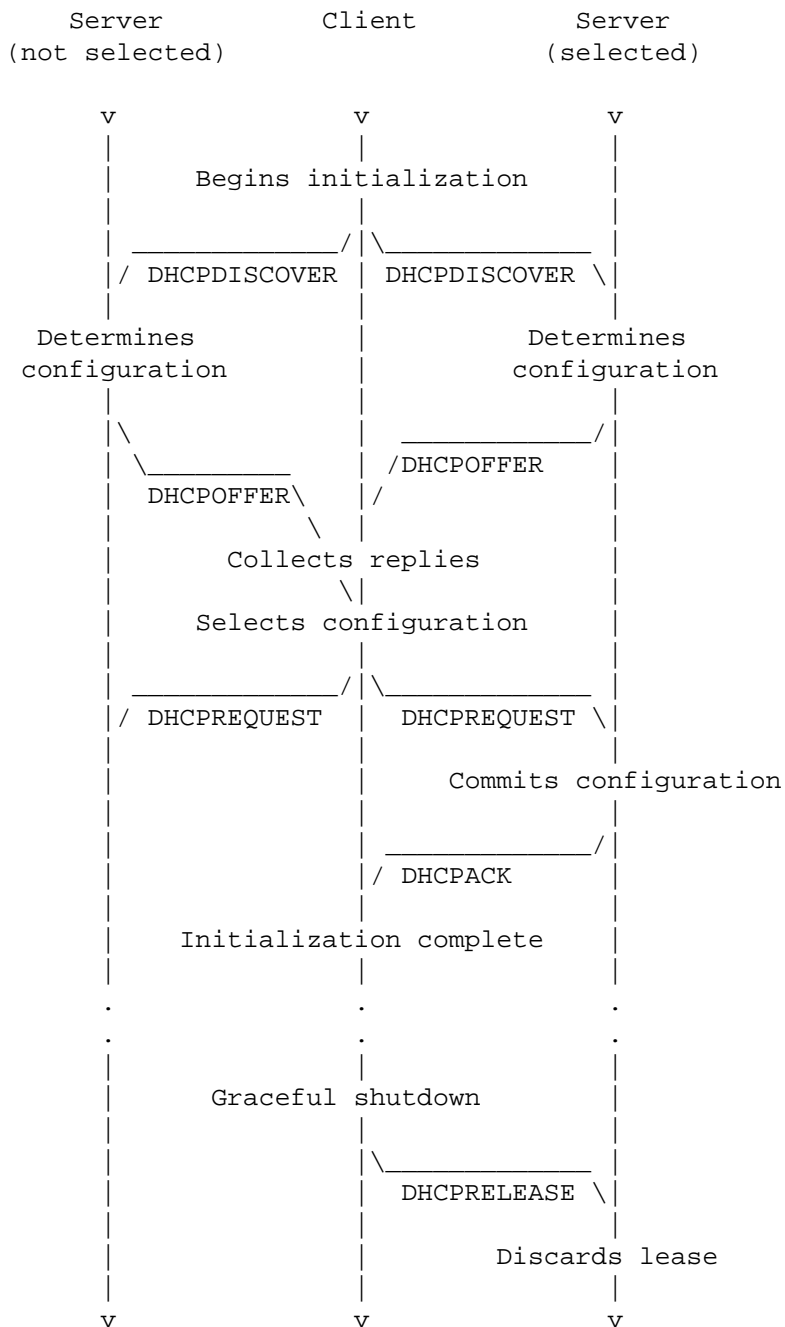 Server Client Server
(not selected) (selected)
v v v
Begins initialization
DHCPDISCOVER DHCPDISCOVER
Determines Determines
configuration configuration
DHCPOFFER
DHCPOFFER
Collects replies
Selects configuration
DHCPREQUEST DHCPREQUEST
Commits configuration
DHCPACK
Initialization complete
. . .
. . .
Graceful shutdown
DHCPRELEASE
Discards lease
v v v